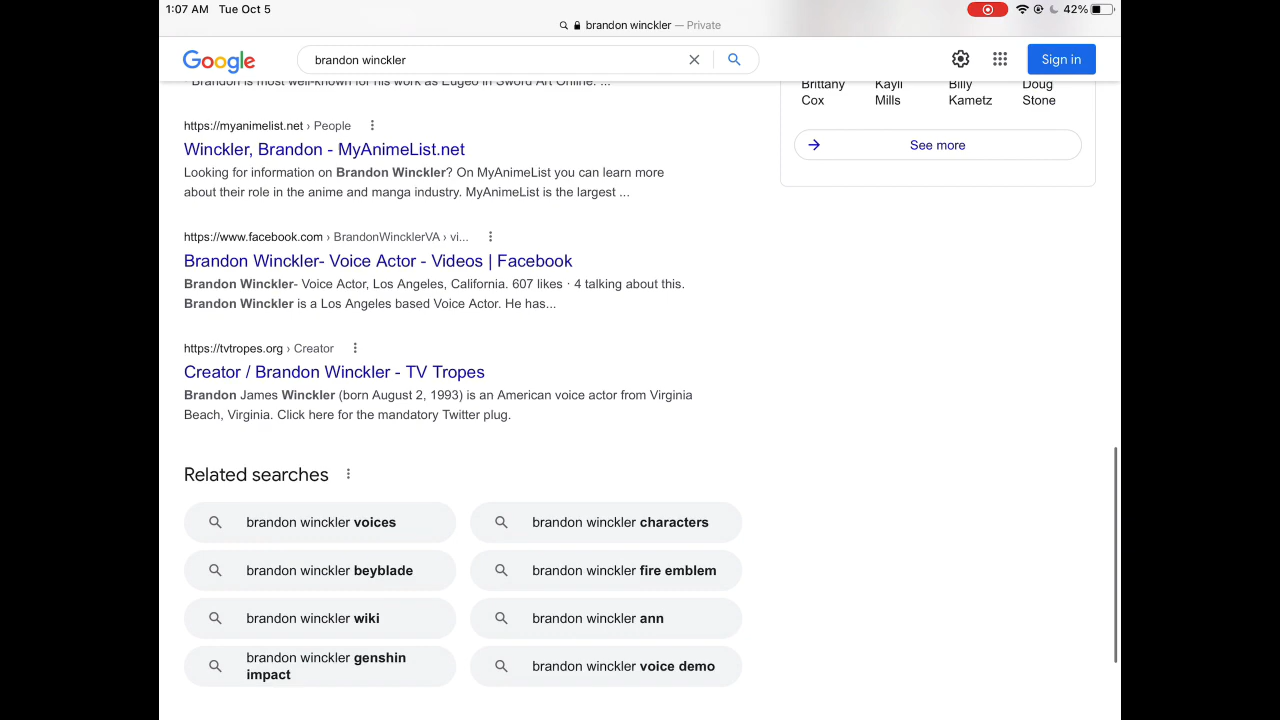 1:07 AM Tue Oct 5
42%
brandon winckler — Private
Google
brandon winckler
Sign in
Brandon is most well-known for his work as Eugeo in Sword Art Online. ...
Brittany Cox
Kayli Mills
Billy Kametz
Doug Stone
See more
https://myanimelist.net › People
Winckler, Brandon - MyAnimeList.net
Looking for information on Brandon Winckler? On MyAnimeList you can learn more
about their role in the anime and manga industry. MyAnimeList is the largest ...
https://www.facebook.com › BrandonWincklerVA › vi...
Brandon Winckler- Voice Actor - Videos | Facebook
Brandon Winckler- Voice Actor, Los Angeles, California. 607 likes · 4 talking about this.
Brandon Winckler is a Los Angeles based Voice Actor. He has...
https://tvtropes.org › Creator
Creator / Brandon Winckler - TV Tropes
Brandon James Winckler (born August 2, 1993) is an American voice actor from Virginia
Beach, Virginia. Click here for the mandatory Twitter plug.
Related searches
brandon winckler voices
brandon winckler characters
brandon winckler beyblade
brandon winckler fire emblem
brandon winckler wiki
brandon winckler ann
brandon winckler genshin
impact
brandon winckler voice demo